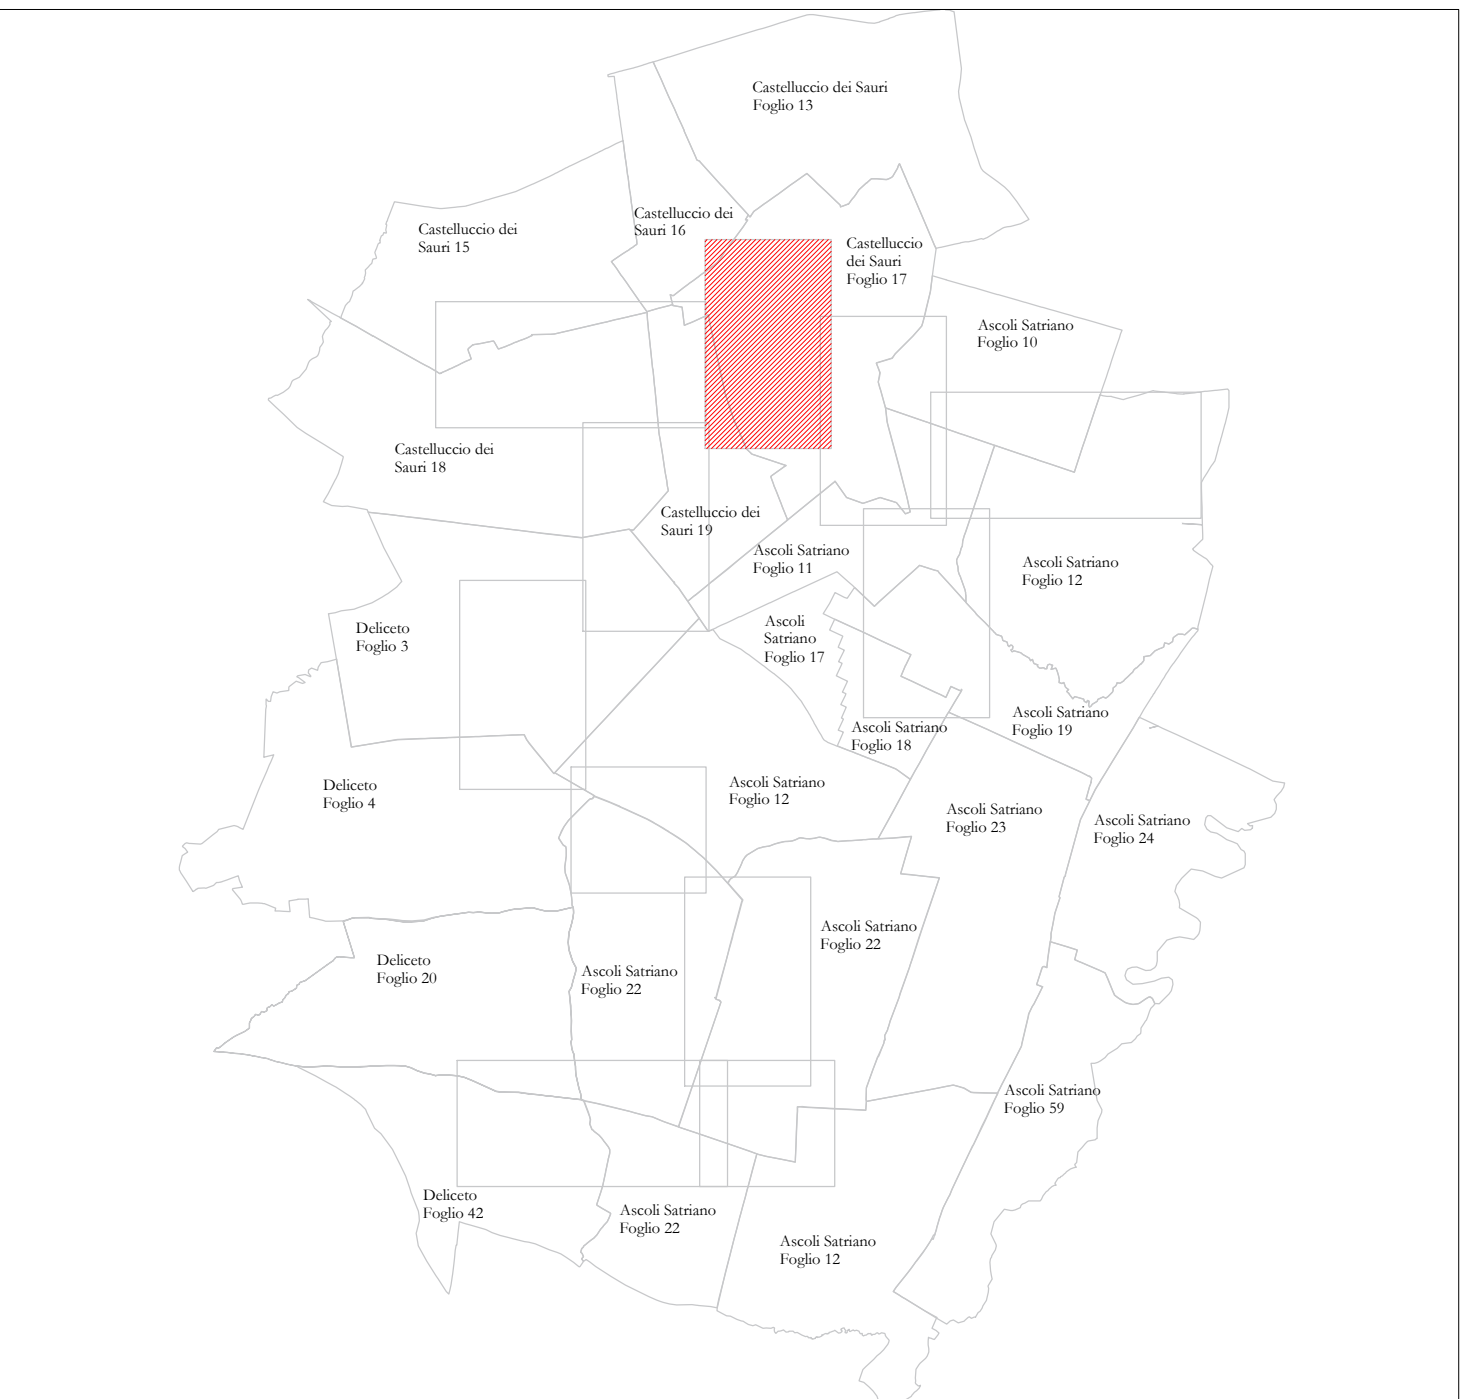 Castelluccio dei Sauri
Foglio 13
Castelluccio dei
Sauri 16
Castelluccio dei
Sauri 15
Castelluccio
dei Sauri
Foglio 17
Ascoli Satriano
Foglio 10
Castelluccio dei
Sauri 18
Castelluccio dei
Sauri 19
Ascoli Satriano
Foglio 11
Ascoli Satriano
Foglio 12
Deliceto
Foglio 3
Ascoli
Satriano
Foglio 17
Ascoli Satriano
Foglio 18
Ascoli Satriano
Foglio 19
Deliceto
Foglio 4
Ascoli Satriano
Foglio 12
Ascoli Satriano
Foglio 23
Ascoli Satriano
Foglio 24
Ascoli Satriano
Foglio 22
Deliceto
Foglio 20
Ascoli Satriano
Foglio 22
Ascoli Satriano
Foglio 59
Deliceto
Foglio 42
Ascoli Satriano
Foglio 22
Ascoli Satriano
Foglio 12